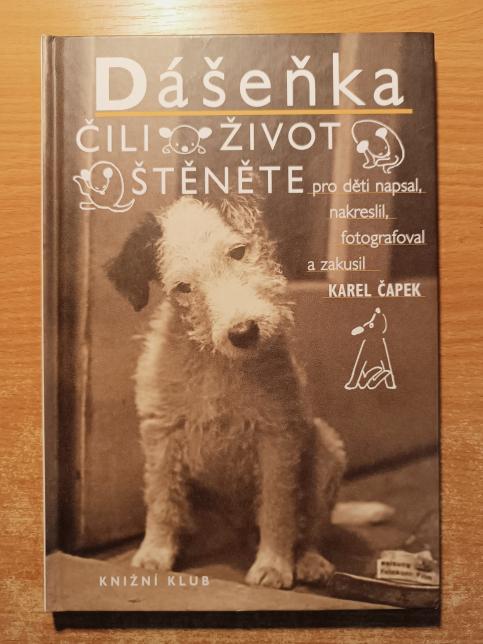 Dášeňka
ČILI ŽIVOT
ŠTĚNĚTE pro děti napsal,
nakreslil,
fotografoval
a zakusil
KAREL ČAPEK
KNIŽNÍ KLUB